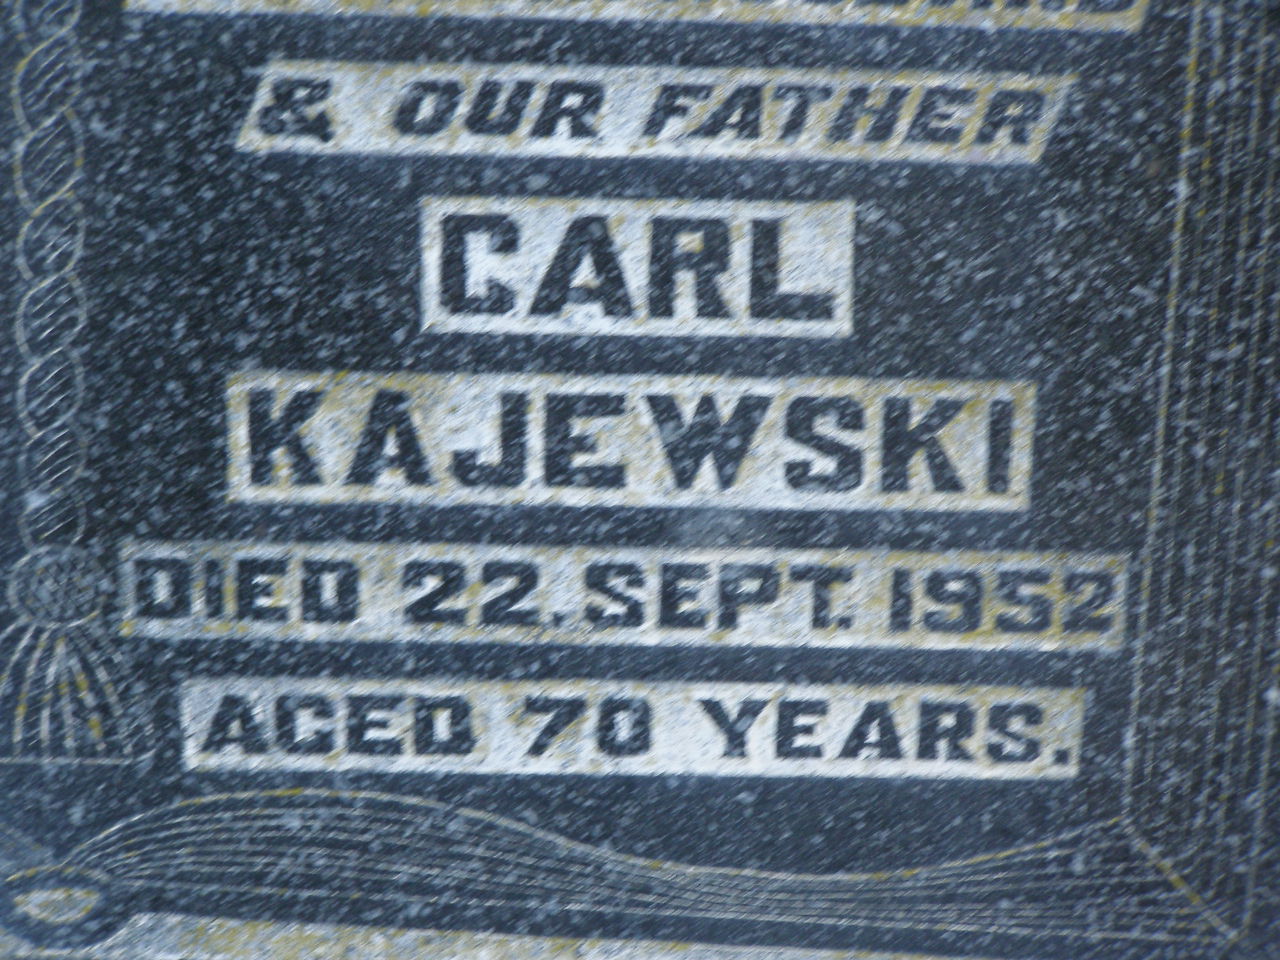 & OUR FATHER
CARL
KAJEWSKI
DIED 22. SEPT. 1952
AGED 70 YEARS.